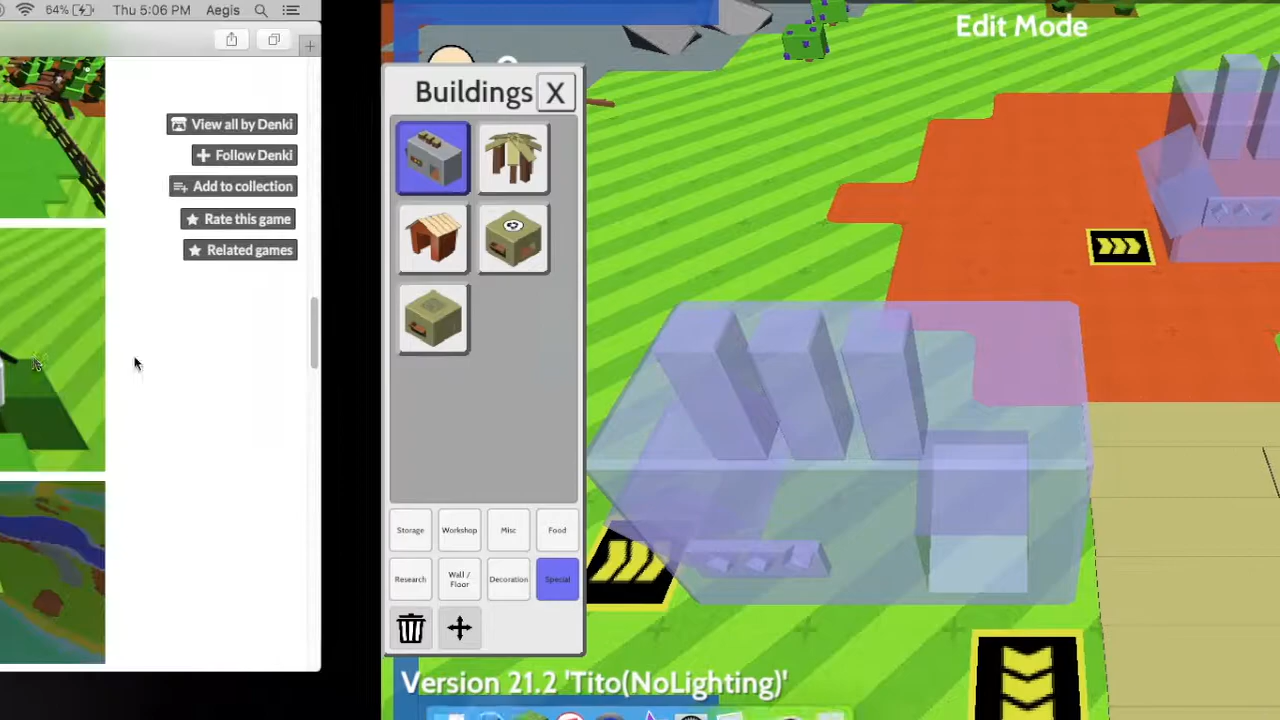 64% Thu 5:06 PM Aegis
View all by Denki
Follow Denki
Add to collection
Rate this game
Related games
Edit Mode
Buildings X
Storage Workshop Misc Food
Research Wall / Floor Decoration Special
Version 21.2 'Tito(NoLighting)'